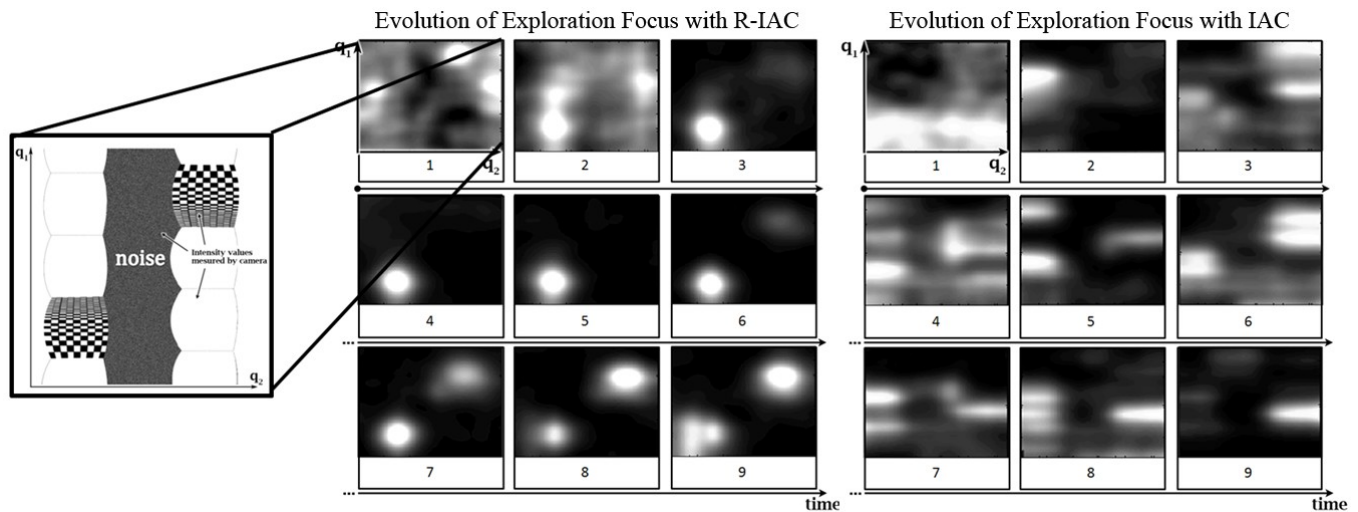 Evolution of Exploration Focus with R-IAC
Evolution of Exploration Focus with IAC
q1
q2
noise
Intensity values
mesured by camera
q1
q2
1
2
3
4
5
6
7
8
9
time
q1
q2
1
2
3
4
5
6
7
8
9
time